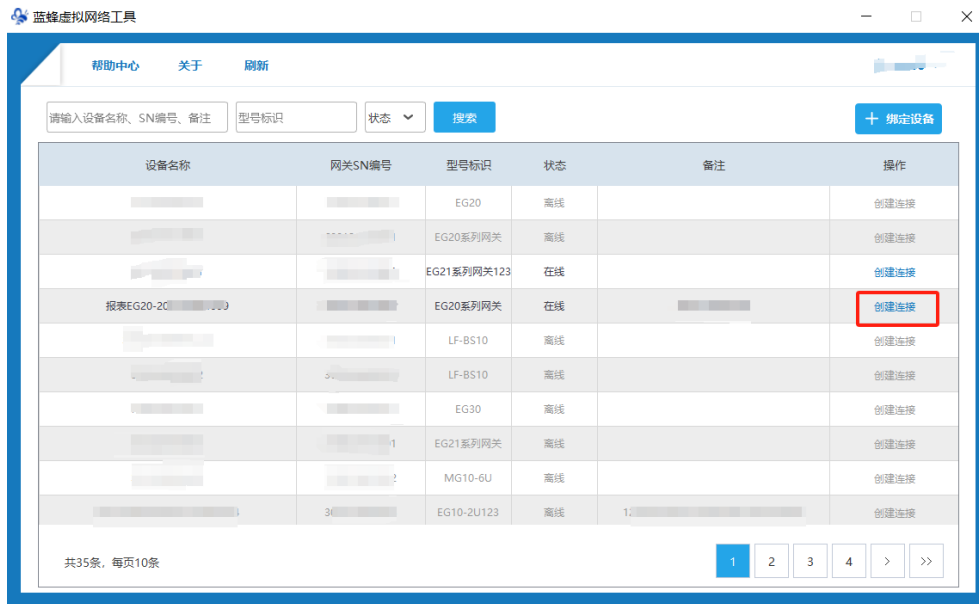 蓝蜂虚拟网络工具
帮助中心 关于 刷新
请输入设备名称、SN编号、备注 型号标识 状态 搜索 绑定设备
设备名称 网关SN编号 型号标识 状态 备注 操作
EG20 离线 创建连接
EG20系列网关 离线 创建连接
EG21系列网关123 在线 创建连接
报表EG20-20 EG20系列网关 在线 创建连接
LF-BS10 离线 创建连接
LF-BS10 离线 创建连接
EG30 离线 创建连接
EG21系列网关 离线 创建连接
MG10-6U 离线 创建连接
EG10-2U123 离线 创建连接
共35条，每页10条 1 2 3 4 > >>